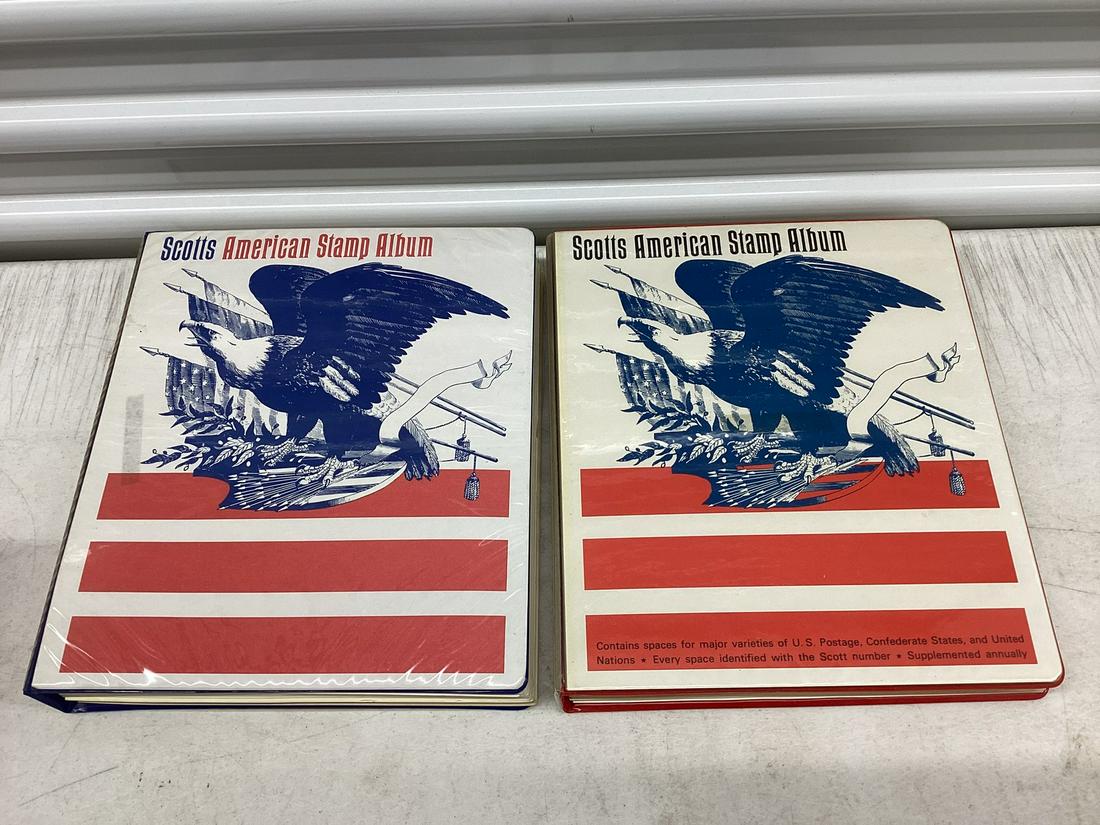 Scotts American Stamp Album
Scotts American Stamp Album
Contains spaces for major varieties of U.S. Postage, Confederate States, and United
Nations ★ Every space identified with the Scott number ★ Supplemented annually